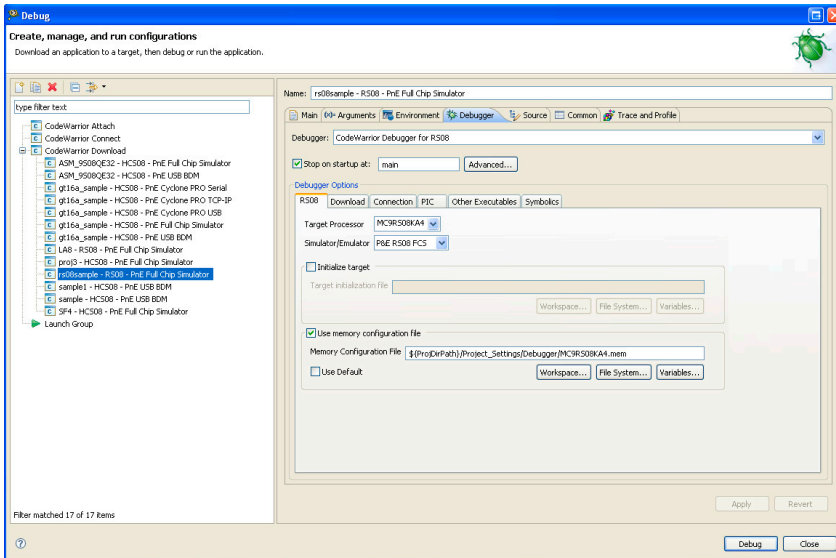 Debug
Create, manage, and run configurations
Download an application to a target, then debug or run the application.
type filter text
CodeWarrior Attach
CodeWarrior Connect
CodeWarrior Download
ASM_9S08QE32 - HCS08 - PnE Full Chip Simulator
ASM_9S08QE32 - HCS08 - PnE USB BDM
gt16a_sample - HCS08 - PnE Cyclone PRO Serial
gt16a_sample - HCS08 - PnE Cyclone PRO TCP-IP
gt16a_sample - HCS08 - PnE Cyclone PRO USB
gt16a_sample - HCS08 - PnE Full Chip Simulator
gt16a_sample - HCS08 - PnE USB BDM
LA8 - RS08 - PnE Full Chip Simulator
proj3 - HCS08 - PnE Full Chip Simulator
rs08sample - RS08 - PnE Full Chip Simulator
sample1 - HCS08 - PnE USB BDM
sample - HCS08 - PnE USB BDM
SF4 - HCS08 - PnE Full Chip Simulator
Launch Group
Filter matched 17 of 17 items
Name: rs08sample - RS08 - PnE Full Chip Simulator
Main (x)= Arguments Environment Debugger Source Common Trace and Profile
Debugger: CodeWarrior Debugger for RS08
Stop on startup at: main Advanced...
Debugger Options
RS08 Download Connection PIC Other Executables Symbolics
Target Processor MC9RS08KA4
Simulator/Emulator P&E RS08 FCS
Initialize target
Target initialization file
Workspace... File System... Variables...
Use memory configuration file
Memory Configuration File ${ProjDirPath}/Project_Settings/Debugger/MC9RS08KA4.mem
Use Default Workspace... File System... Variables...
Apply Revert
Debug Close